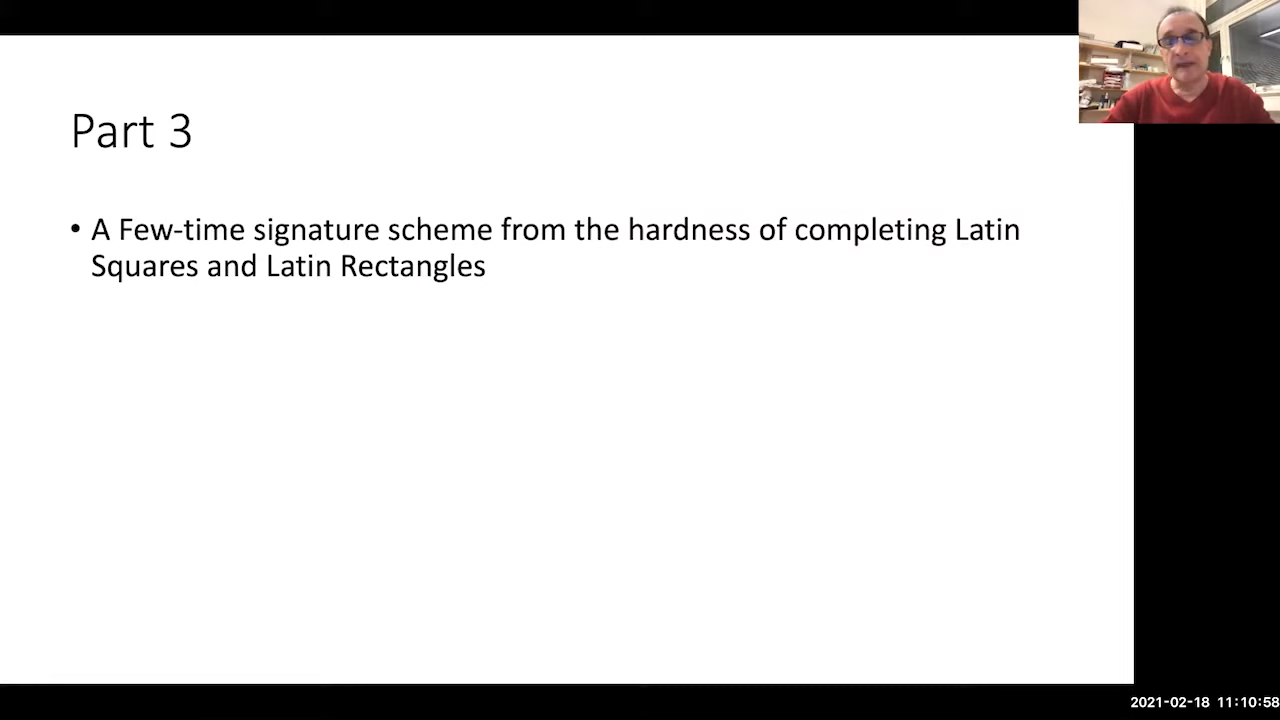 Part 3
• A Few-time signature scheme from the hardness of completing Latin
Squares and Latin Rectangles
2021-02-18 11:10:58